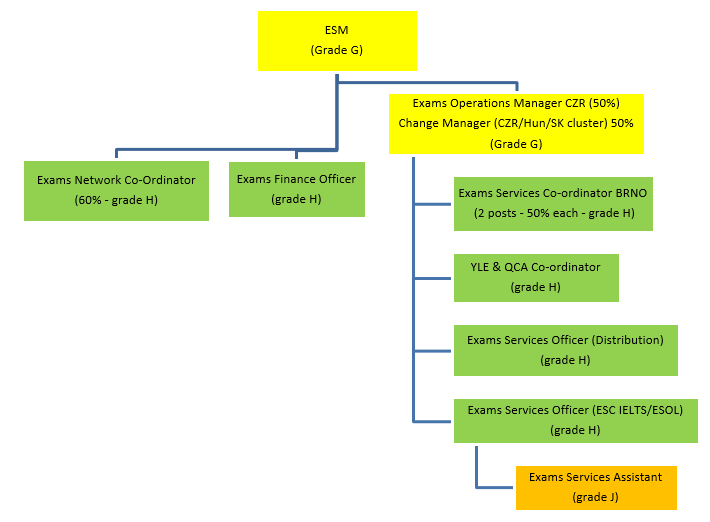 ESM
(Grade G)
Exams Operations Manager CZR (50%)
Change Manager (CZR/Hun/SK cluster) 50%
(Grade G)
Exams Network Co-Ordinator
(60% - grade H)
Exams Finance Officer
(grade H)
Exams Services Co-ordinator BRNO
(2 posts - 50% each - grade H)
YLE & QCA Co-ordinator
(grade H)
Exams Services Officer (Distribution)
(grade H)
Exams Services Officer (ESC IELTS/ESOL)
(grade H)
Exams Services Assistant
(grade J)